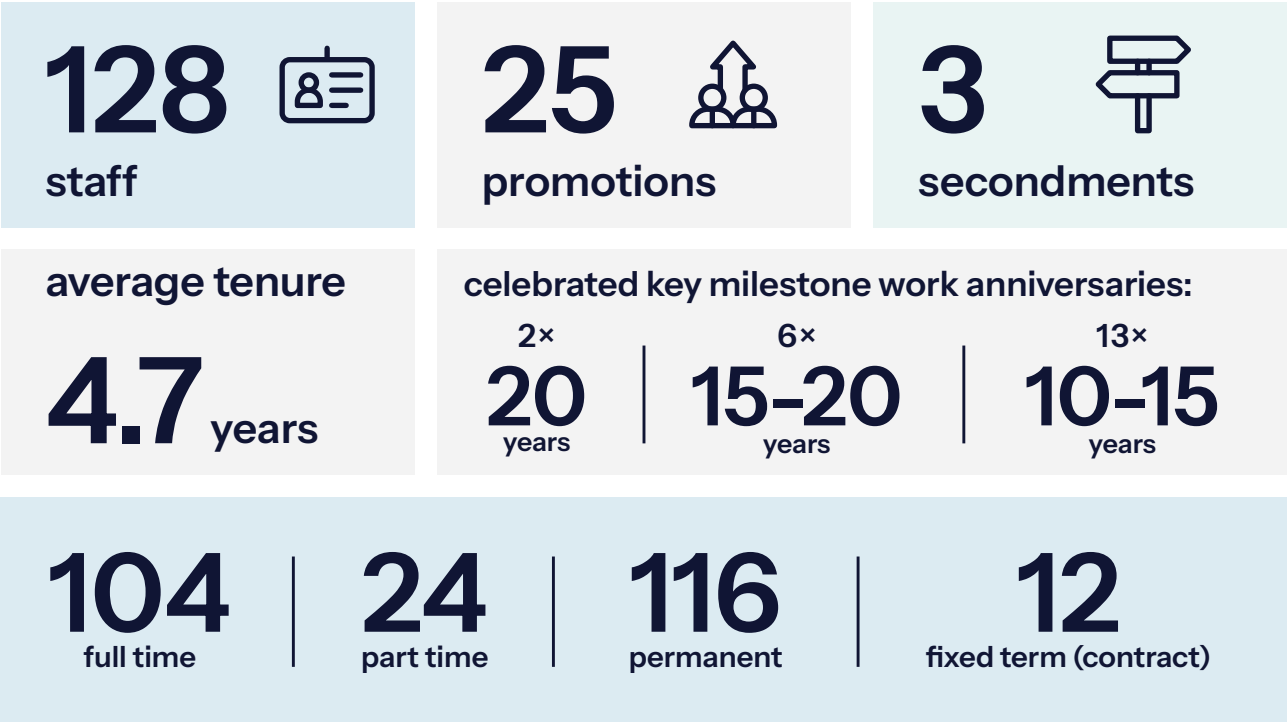 128
staff
25
promotions
3
secondments
average tenure
4.7 years
celebrated key milestone work anniversaries:
2×
20
years
6×
15–20
years
13×
10–15
years
104
full time
24
part time
116
permanent
12
fixed term (contract)